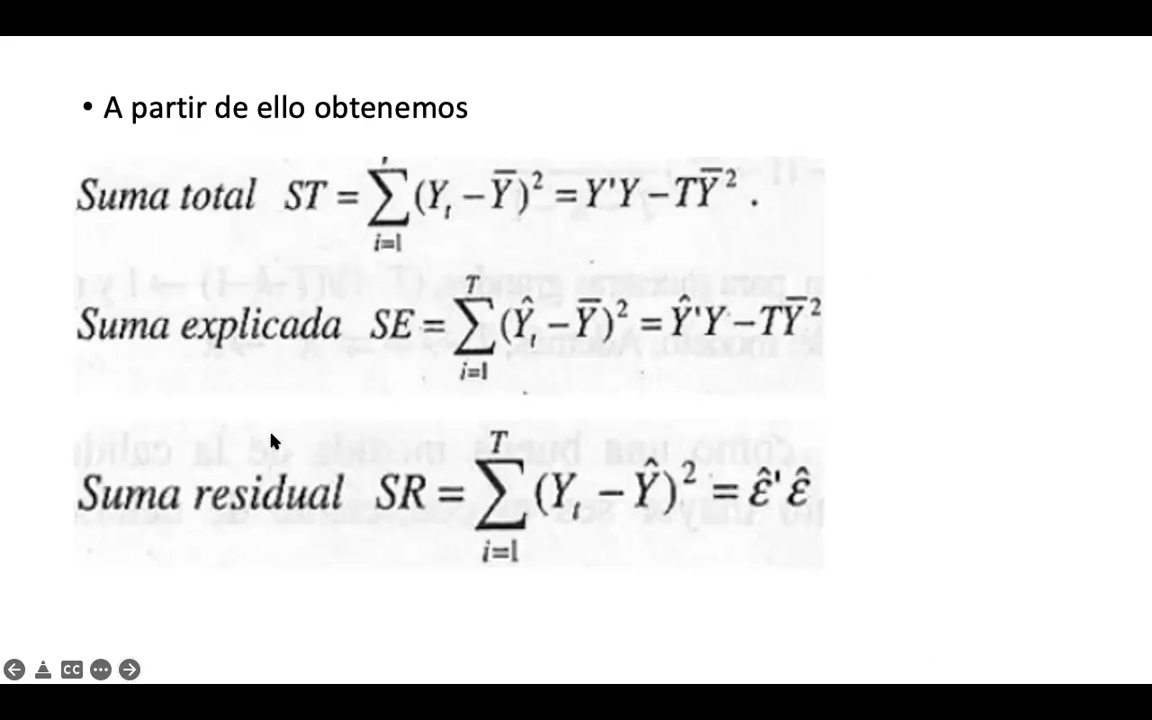 • A partir de ello obtenemos
Suma total ST = ∑_{i=1} (Y_t − Ȳ)² = Y'Y − TȲ² .
Suma explicada SE = ∑_{i=1}^{T} (Ŷ_t − Ȳ)² = Ŷ'Y − TȲ²
Suma residual SR = ∑_{i=1}^{T} (Y_t − Ŷ)² = ε̂'ε̂
CC